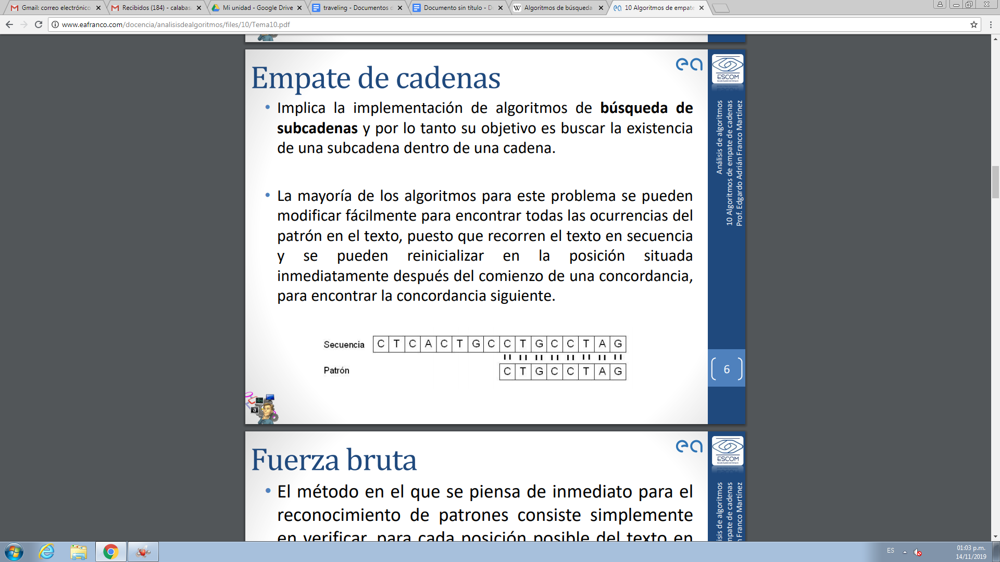 Gmail: correo electrónico
Recibidos (184) - calabas
Mi unidad - Google Drive
traveling - Documentos d
Documento sin título - D
Algoritmos de búsqueda
10 Algoritmos de empate
www.eafranco.com/docencia/analisisdealgoritmos/files/10/Tema10.pdf
Empate de cadenas
ea
ESCOM
• Implica la implementación de algoritmos de búsqueda de
subcadenas y por lo tanto su objetivo es buscar la existencia
de una subcadena dentro de una cadena.
• La mayoría de los algoritmos para este problema se pueden
modificar fácilmente para encontrar todas las ocurrencias del
patrón en el texto, puesto que recorren el texto en secuencia
y se pueden reinicializar en la posición situada
inmediatamente después del comienzo de una concordancia,
para encontrar la concordancia siguiente.
Secuencia C T C A C T G C C T G C C T A G
Patrón C T G C C T A G
a
Análisis de algoritmos
10 Algoritmos de empate de cadenas
Prof. Edgardo Adrián Franco Martínez
6
Fuerza bruta
ea
ESCOM
• El método en el que se piensa de inmediato para el
reconocimiento de patrones consiste simplemente
en verificar, para cada posición posible del texto en
isis de algoritmos
mpate de cadenas
n Franco Martínez
ES
01:03 p.m.
14/11/2019